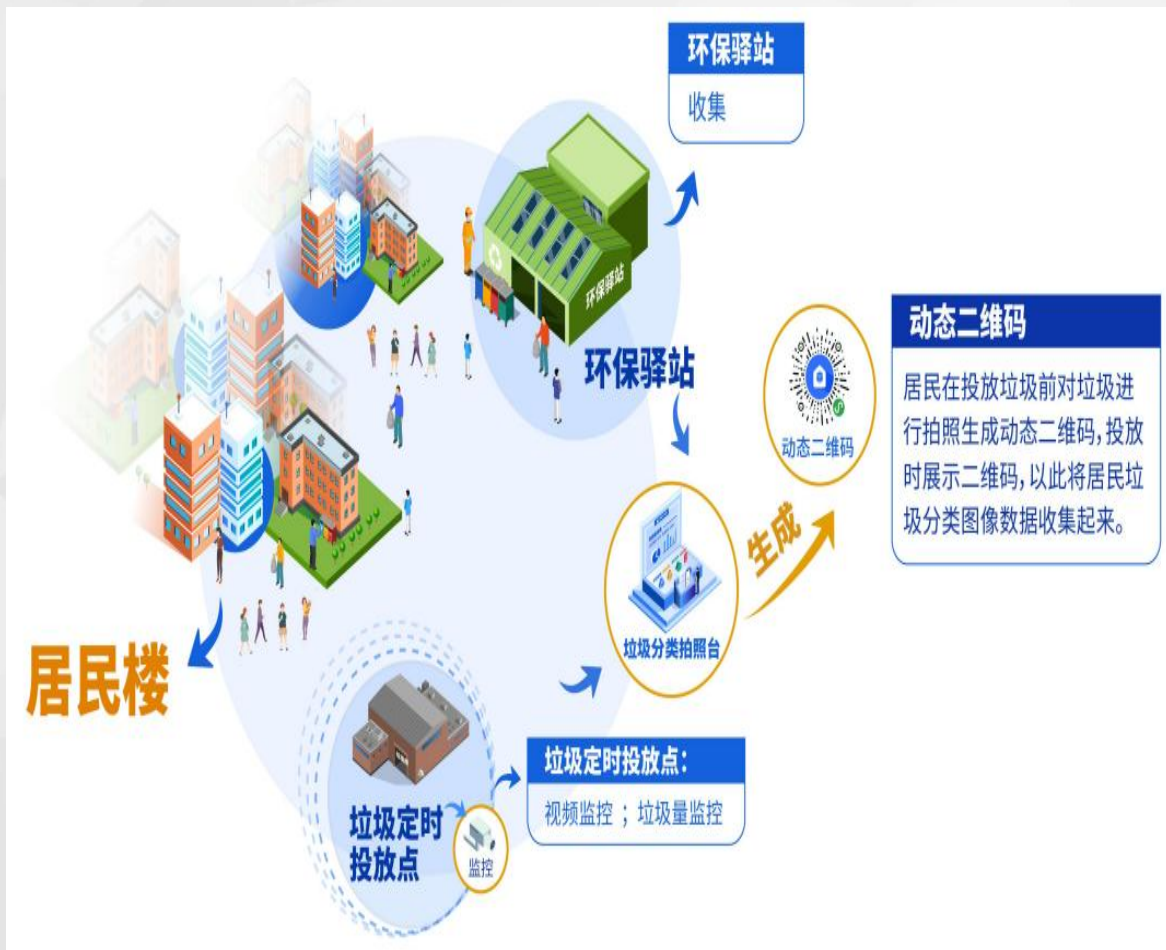 环保驿站
收集
环保驿站
环保驿站
动态二维码
动态二维码
居民在投放垃圾前对垃圾进
行拍照生成动态二维码，投放
时展示二维码，以此将居民垃
圾分类图像数据收集起来。
生成
垃圾分类拍照台
居民楼
垃圾定时投放点：
视频监控 ；垃圾量监控
垃圾定时
投放点
监控